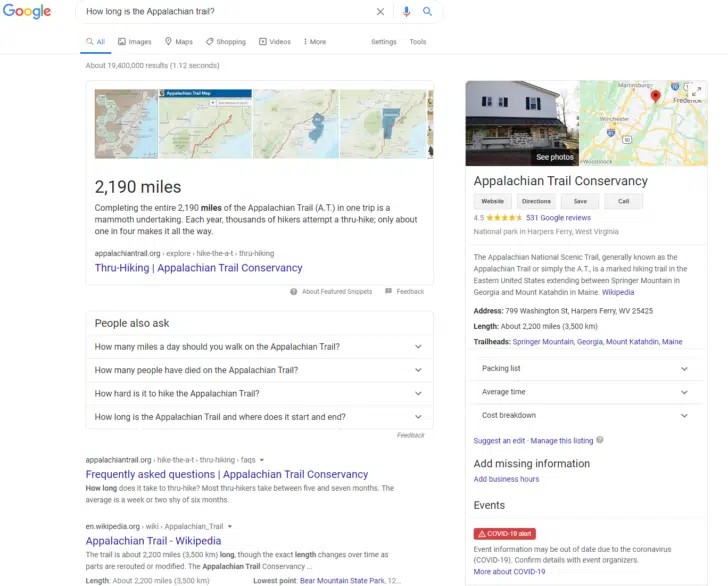 Google
How long is the Appalachian trail?
All Images Maps Shopping Videos More Settings Tools
About 19,400,000 results (1.12 seconds)
Appalachian Trail Map
2,190 miles
Completing the entire 2,190 miles of the Appalachian Trail (A.T.) in one trip is a
mammoth undertaking. Each year, thousands of hikers attempt a thru-hike; only about
one in four makes it all the way.
appalachiantrail.org › explore › hike-the-a-t › thru-hiking
Thru-Hiking | Appalachian Trail Conservancy
About Featured Snippets Feedback
People also ask
How many miles a day should you walk on the Appalachian Trail?
How many people have died on the Appalachian Trail?
How hard is it to hike the Appalachian Trail?
How long is the Appalachian Trail and where does it start and end?
Feedback
appalachiantrail.org › hike-the-a-t › thru-hiking › faqs
Frequently asked questions | Appalachian Trail Conservancy
How long does it take to thru-hike? Most thru-hikers take between five and seven months. The
average is a week or two shy of six months.
en.wikipedia.org › wiki › Appalachian_Trail
Appalachian Trail - Wikipedia
The trail is about 2,200 miles (3,500 km) long, though the exact length changes over time as
parts are rerouted or modified. The Appalachian Trail Conservancy ...
Length: About 2,200 miles (3,500 km) Lowest point: Bear Mountain State Park, 12...
See photos
Martinsburg
Frederick
Winchester
Woodstock
Appalachian Trail Conservancy
Website Directions Save Call
4.5 531 Google reviews
National park in Harpers Ferry, West Virginia
The Appalachian National Scenic Trail, generally known as the
Appalachian Trail or simply the A.T., is a marked hiking trail in the
Eastern United States extending between Springer Mountain in
Georgia and Mount Katahdin in Maine. Wikipedia
Address: 799 Washington St, Harpers Ferry, WV 25425
Length: About 2,200 miles (3,500 km)
Trailheads: Springer Mountain, Georgia, Mount Katahdin, Maine
Packing list
Average time
Cost breakdown
Suggest an edit · Manage this listing
Add missing information
Add business hours
Events
COVID-19 alert
Event information may be out of date due to the coronavirus
(COVID-19). Confirm details with event organizers.
More about COVID-19